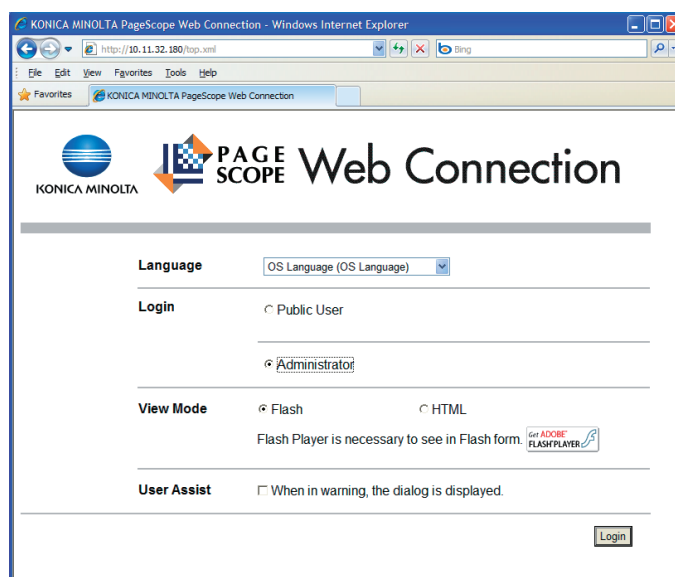 KONICA MINOLTA PageScope Web Connection - Windows Internet Explorer
http://10.11.32.180/top.xml
Bing
File Edit View Favorites Tools Help
Favorites
KONICA MINOLTA PageScope Web Connection
KONICA MINOLTA
PAGE SCOPE Web Connection
Language
OS Language (OS Language)
Login
Public User
Administrator
View Mode
Flash
HTML
Flash Player is necessary to see in Flash form.
Get ADOBE® FLASH® PLAYER
User Assist
When in warning, the dialog is displayed.
Login